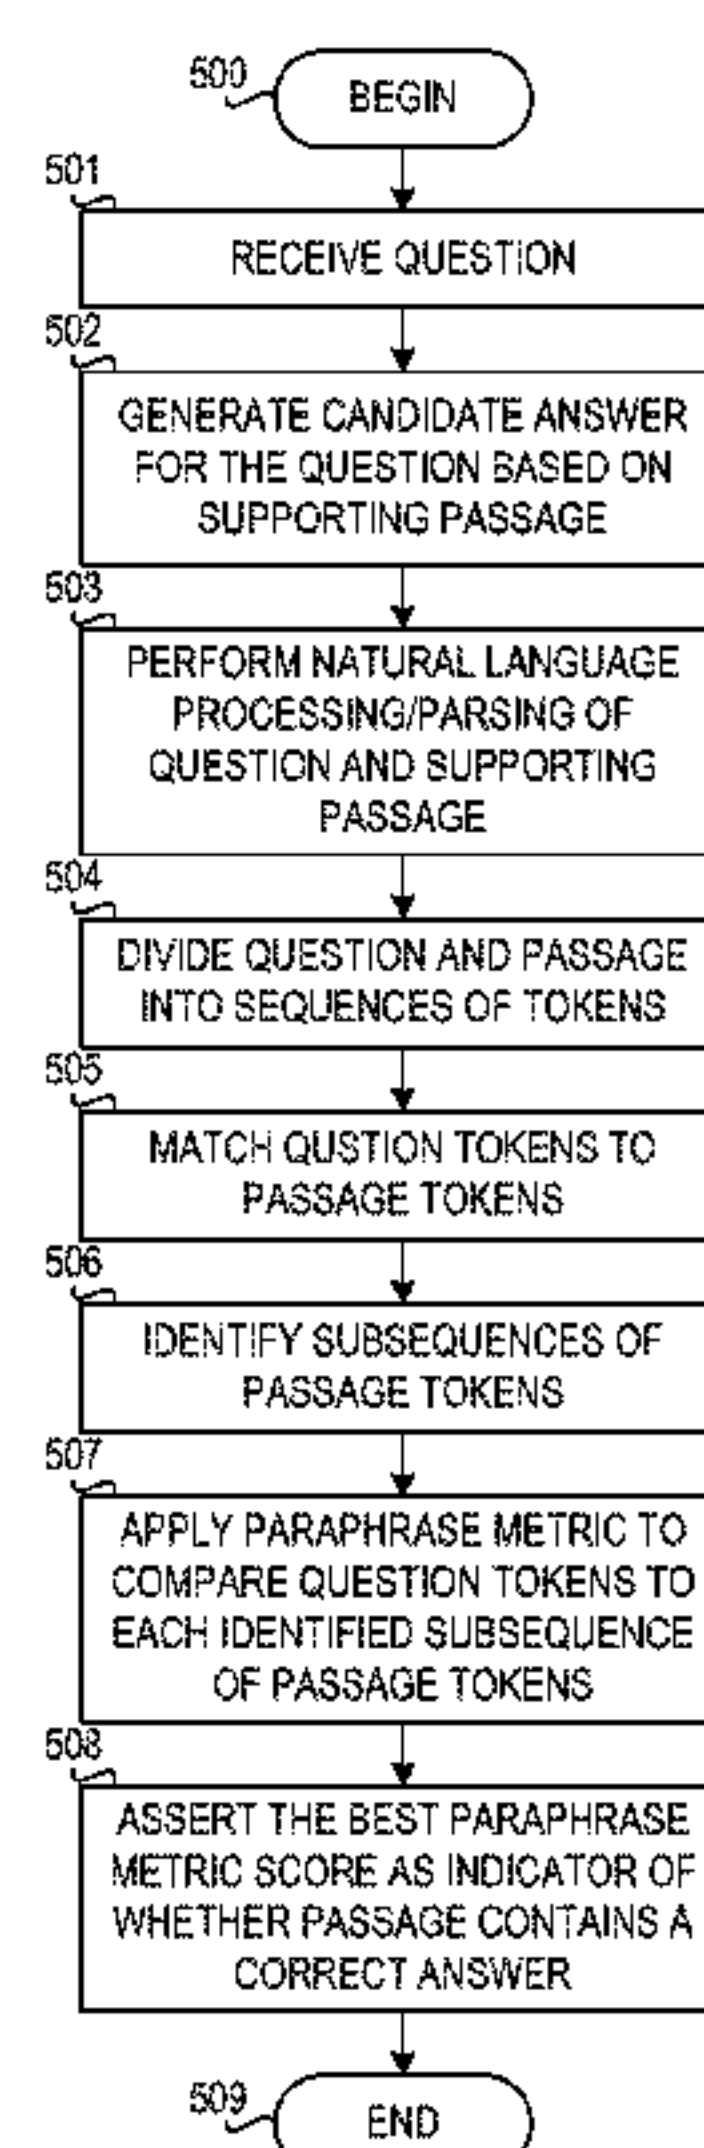 500
BEGIN
501
RECEIVE QUESTION
502
GENERATE CANDIDATE ANSWER
FOR THE QUESTION BASED ON
SUPPORTING PASSAGE
503
PERFORM NATURAL LANGUAGE
PROCESSING/PARSING OF
QUESTION AND SUPPORTING
PASSAGE
504
DIVIDE QUESTION AND PASSAGE
INTO SEQUENCES OF TOKENS
505
MATCH QUSTION TOKENS TO
PASSAGE TOKENS
506
IDENTIFY SUBSEQUENCES OF
PASSAGE TOKENS
507
APPLY PARAPHRASE METRIC TO
COMPARE QUESTION TOKENS TO
EACH IDENTIFIED SUBSEQUENCE
OF PASSAGE TOKENS
508
ASSERT THE BEST PARAPHRASE
METRIC SCORE AS INDICATOR OF
WHETHER PASSAGE CONTAINS A
CORRECT ANSWER
509
END